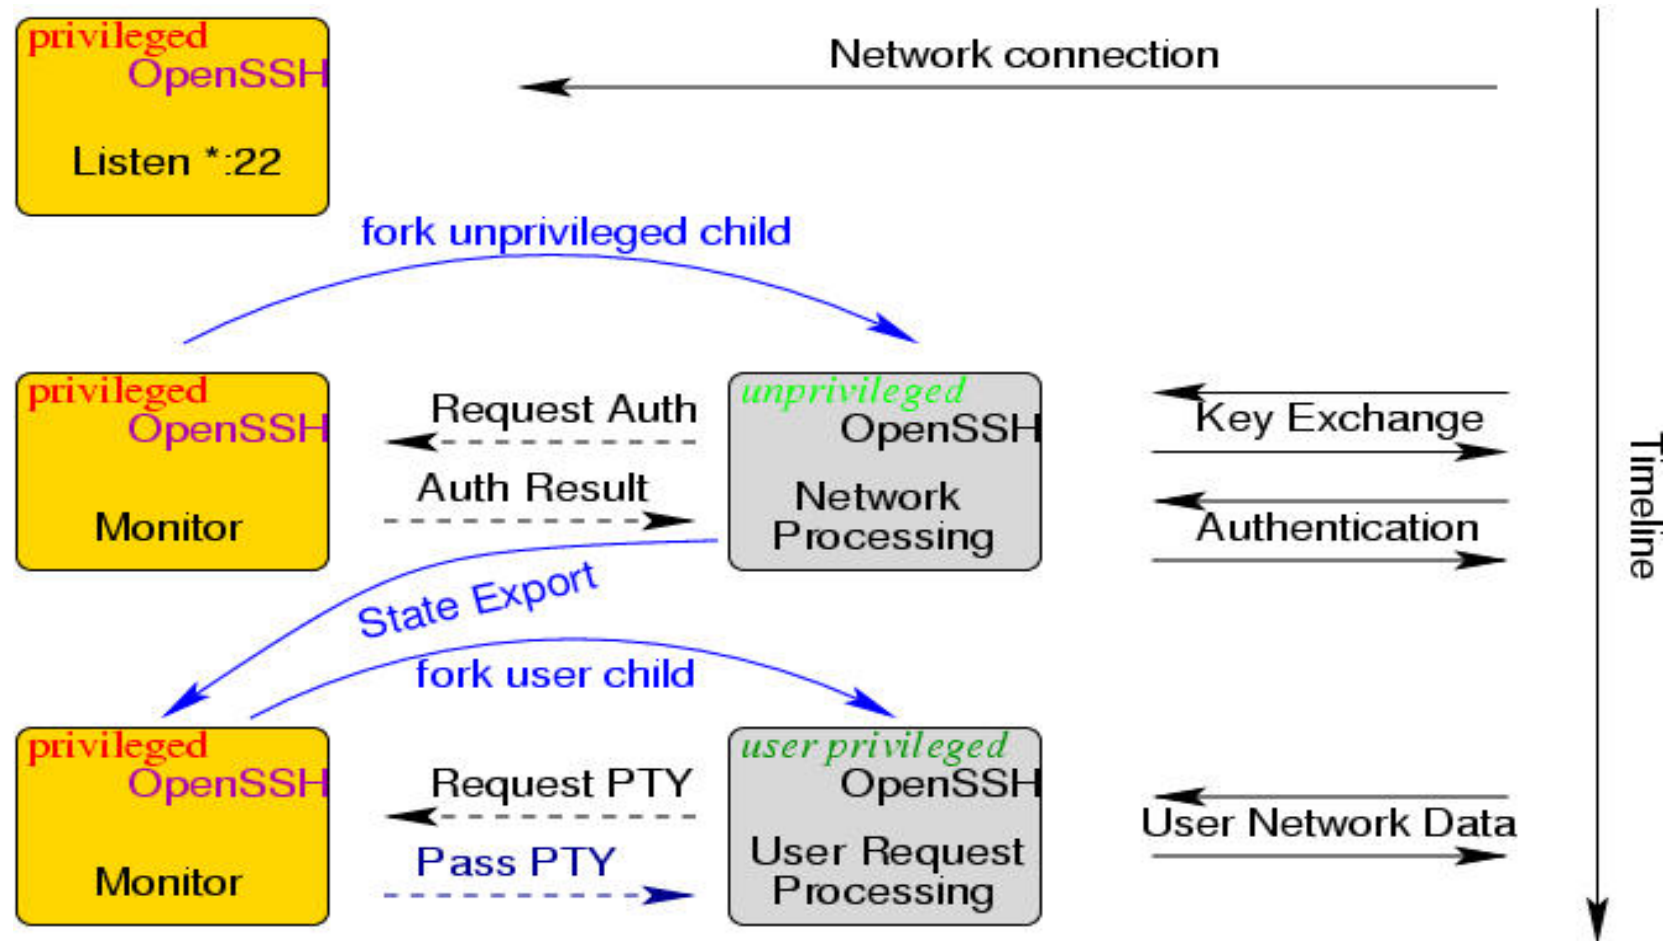 privileged
OpenSSH
Listen *:22
Network connection
fork unprivileged child
privileged
OpenSSH
Monitor
Request Auth
Auth Result
unprivileged
OpenSSH
Network
Processing
Key Exchange
Authentication
Timeline
State Export
fork user child
privileged
OpenSSH
Monitor
Request PTY
Pass PTY
user privileged
OpenSSH
User Request
Processing
User Network Data